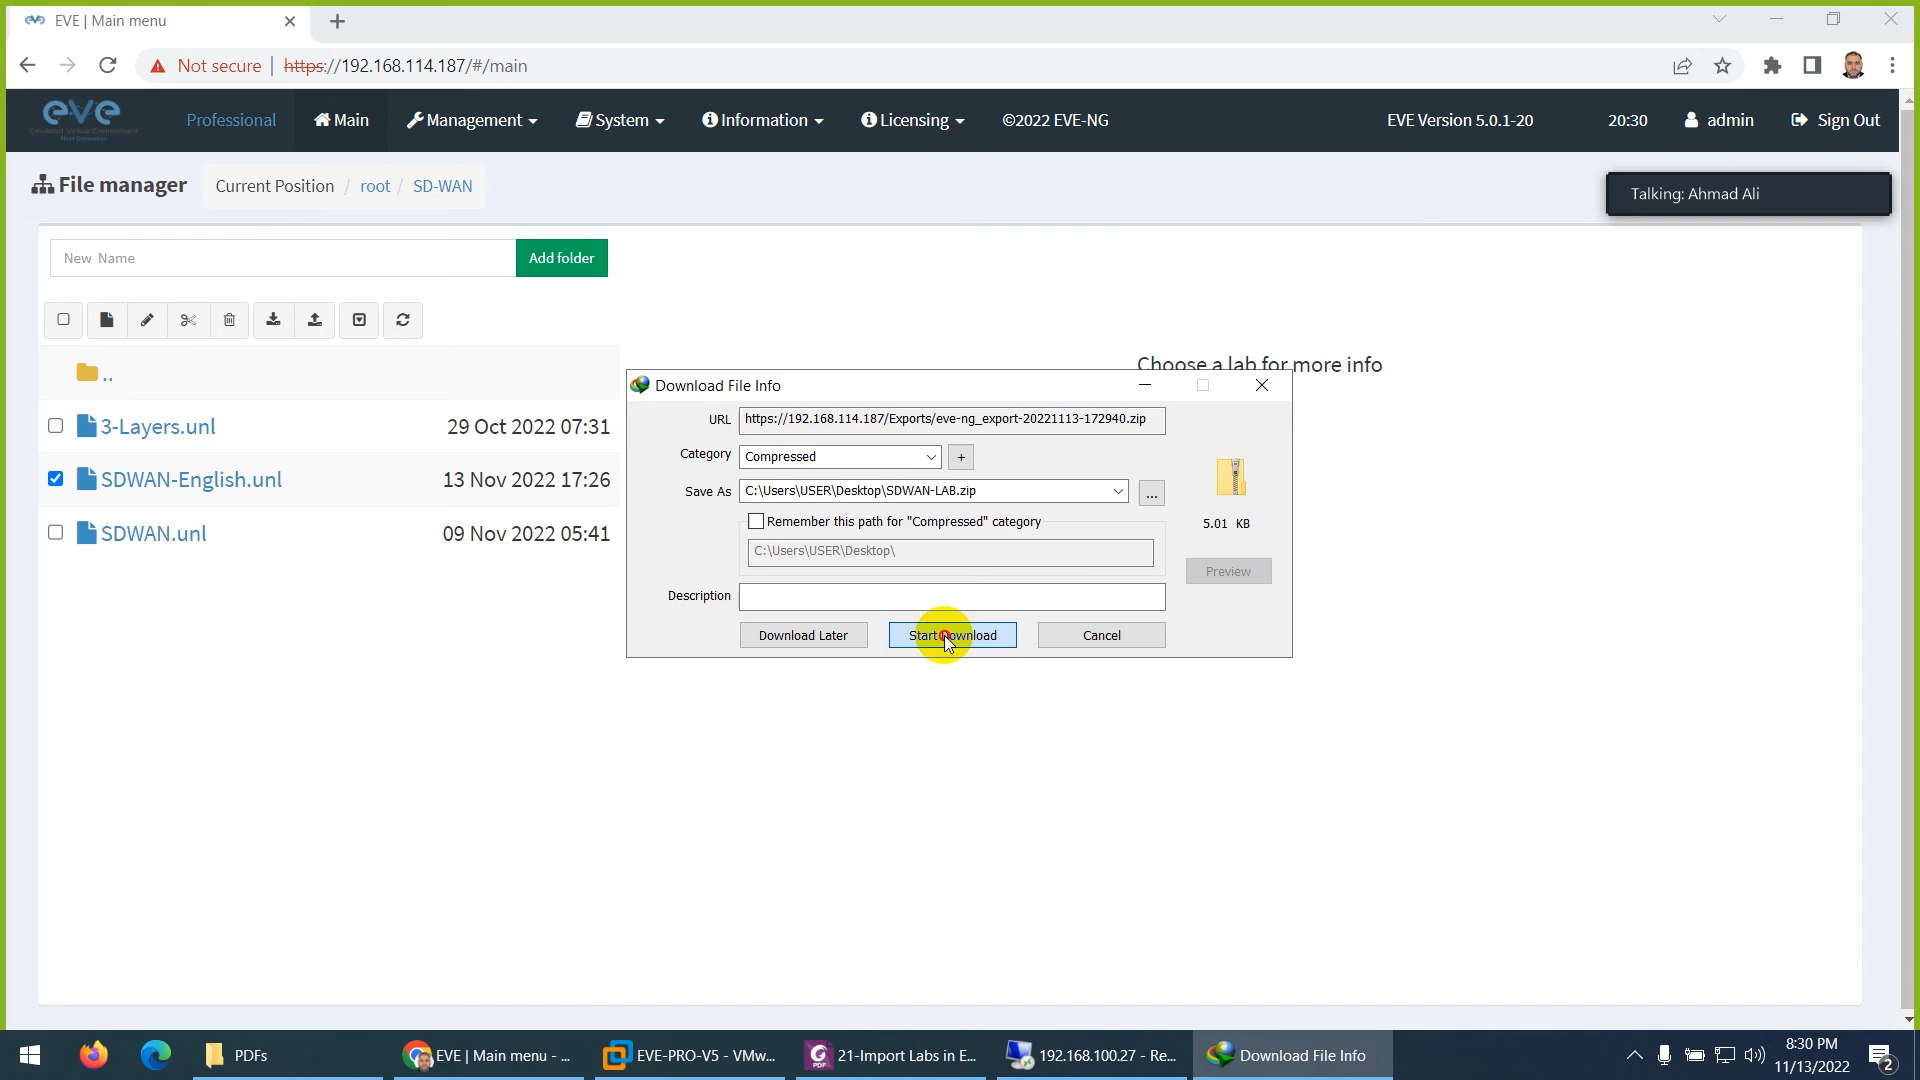 EVE | Main menu
Not secure | https://192.168.114.187/#/main
eve
Professional
Main
Management
System
Information
Licensing
©2022 EVE-NG
EVE Version 5.0.1-20
20:30
admin
Sign Out
File manager
Current Position / root / SD-WAN
Talking: Ahmad Ali
New Name
Add folder
..
Choose a lab for more info
3-Layers.unl 29 Oct 2022 07:31
SDWAN-English.unl 13 Nov 2022 17:26
SDWAN.unl 09 Nov 2022 05:41
Download File Info
URL https://192.168.114.187/Exports/eve-ng_export-20221113-172940.zip
Category Compressed +
Save As C:\Users\USER\Desktop\SDWAN-LAB.zip ...
Remember this path for "Compressed" category
5.01 KB
C:\Users\USER\Desktop\
Preview
Description
Download Later
Start Download
Cancel
PDFs
EVE | Main menu - ...
EVE-PRO-V5 - VMw...
PDF
21-Import Labs in E...
192.168.100.27 - Re...
Download File Info
8:30 PM
11/13/2022
2